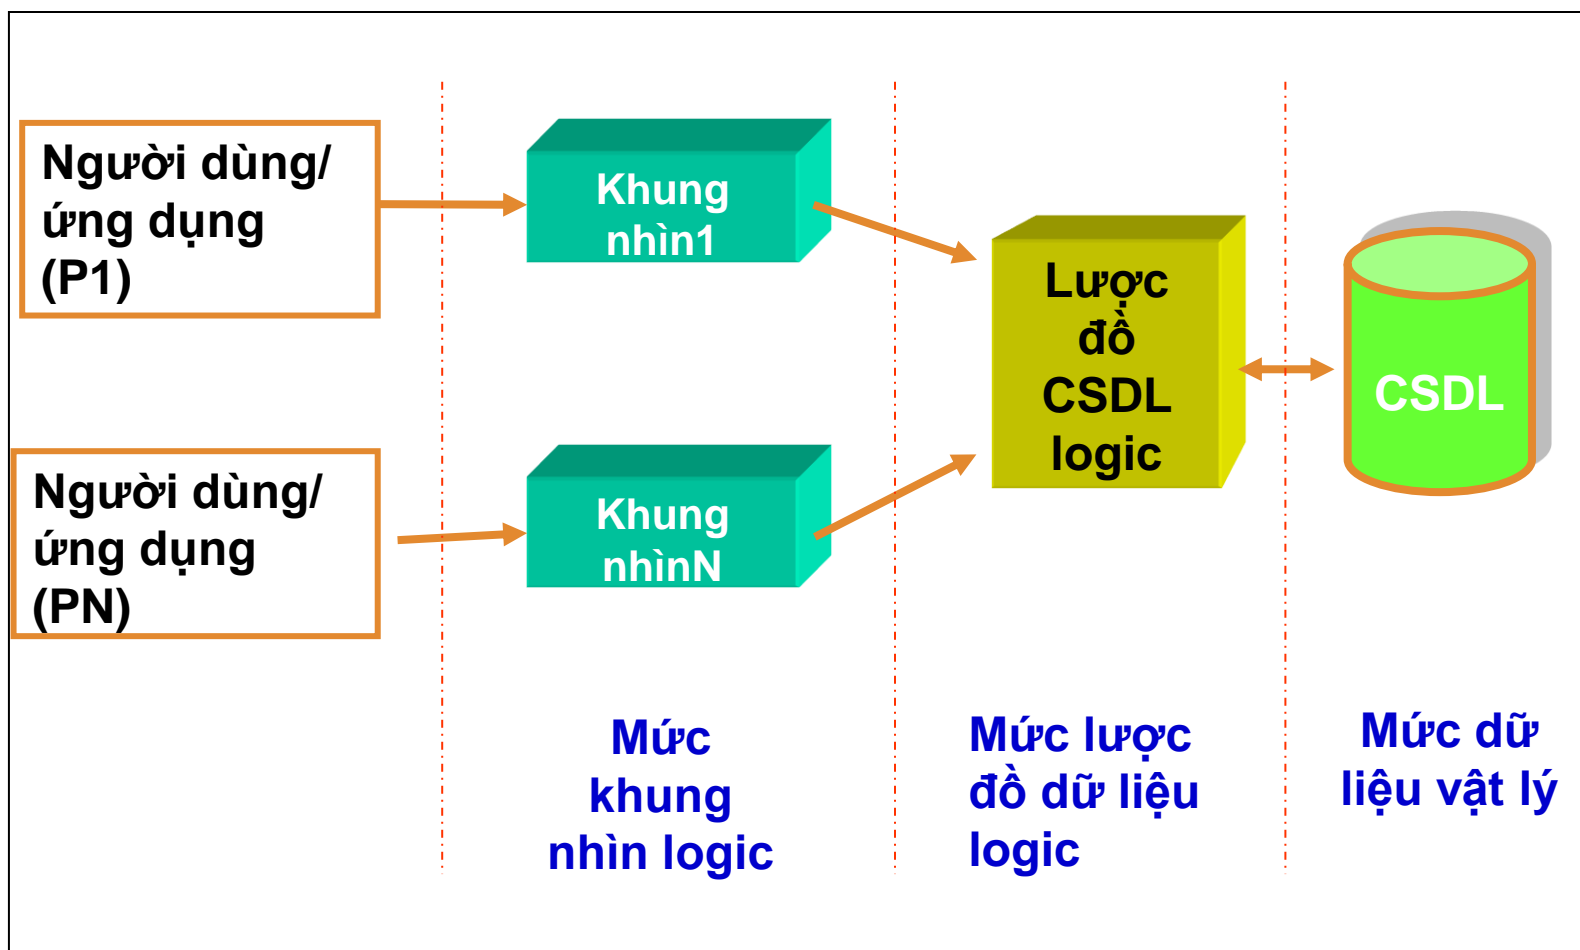 Người dùng/
ứng dụng
(P1)
Khung
nhìn1
Lược
đồ
CSDL
logic
CSDL
Người dùng/
ứng dụng
(PN)
Khung
nhìnN
Mức
khung
nhìn logic
Mức lược
đồ dữ liệu
logic
Mức dữ
liệu vật lý